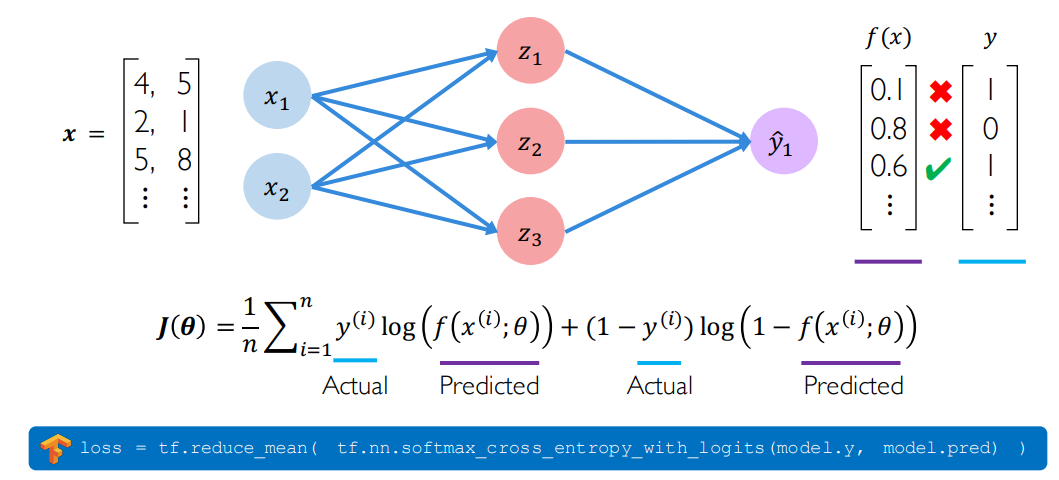 f(x) y
x = [4, 5
2, 1
5, 8
⋮ ⋮]
x₁
x₂
z₁
z₂
z₃
ŷ₁
[0.1 ✖ 1
0.8 ✖ 0
0.6 ✔ 1
⋮ ⋮]
J(θ) = 1/n ∑ᵢ₌₁ⁿ y⁽ⁱ⁾ log(f(x⁽ⁱ⁾; θ)) + (1 − y⁽ⁱ⁾) log(1 − f(x⁽ⁱ⁾; θ))
Actual Predicted Actual Predicted
loss = tf.reduce_mean( tf.nn.softmax_cross_entropy_with_logits(model.y, model.pred) )